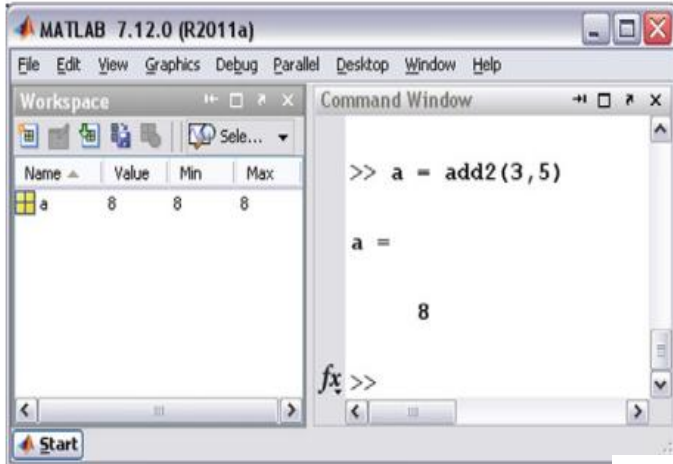 MATLAB 7.12.0 (R2011a)
File Edit View Graphics Debug Parallel Desktop Window Help
Workspace
Sele...
Name Value Min Max
a 8 8 8
Command Window
>> a = add2(3,5)
a =
8
fx >>
Start